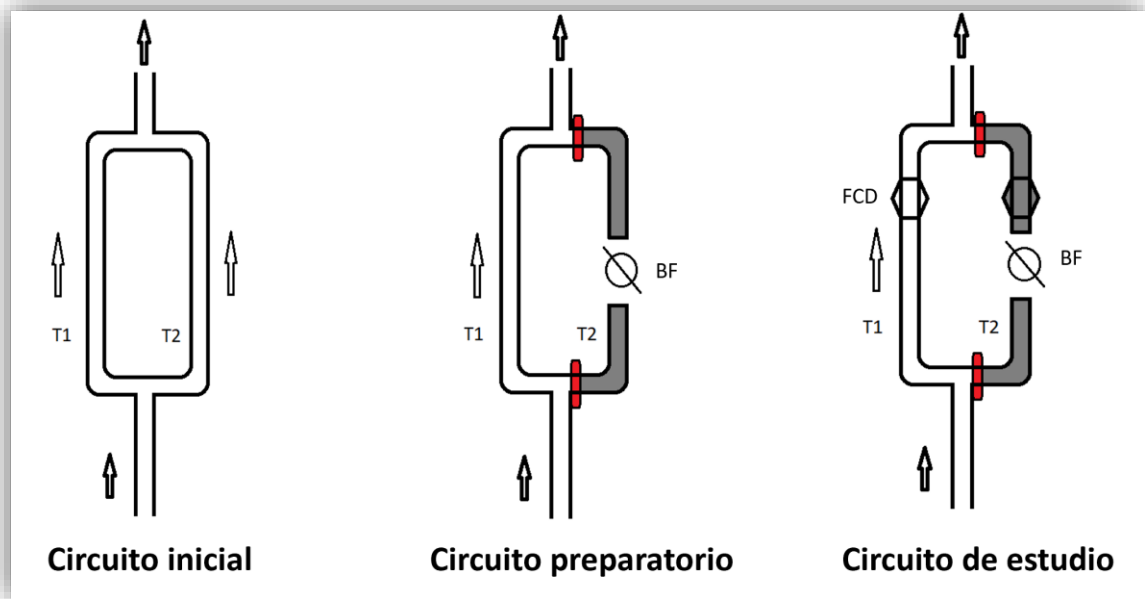 T1
T2
Circuito inicial
BF
T1
T2
Circuito preparatorio
FCD
BF
T1
T2
Circuito de estudio